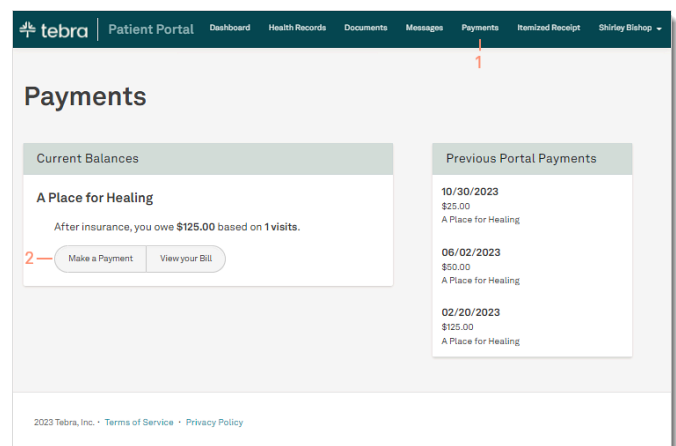 tebra | Patient Portal Dashboard Health Records Documents Messages Payments Itemized Receipt Shirley Bishop
1
Payments
Current Balances
A Place for Healing
After insurance, you owe $125.00 based on 1 visits.
2
Make a Payment View your Bill
Previous Portal Payments
10/30/2023
$25.00
A Place for Healing
06/02/2023
$50.00
A Place for Healing
02/20/2023
$125.00
A Place for Healing
2023 Tebra, Inc. • Terms of Service • Privacy Policy